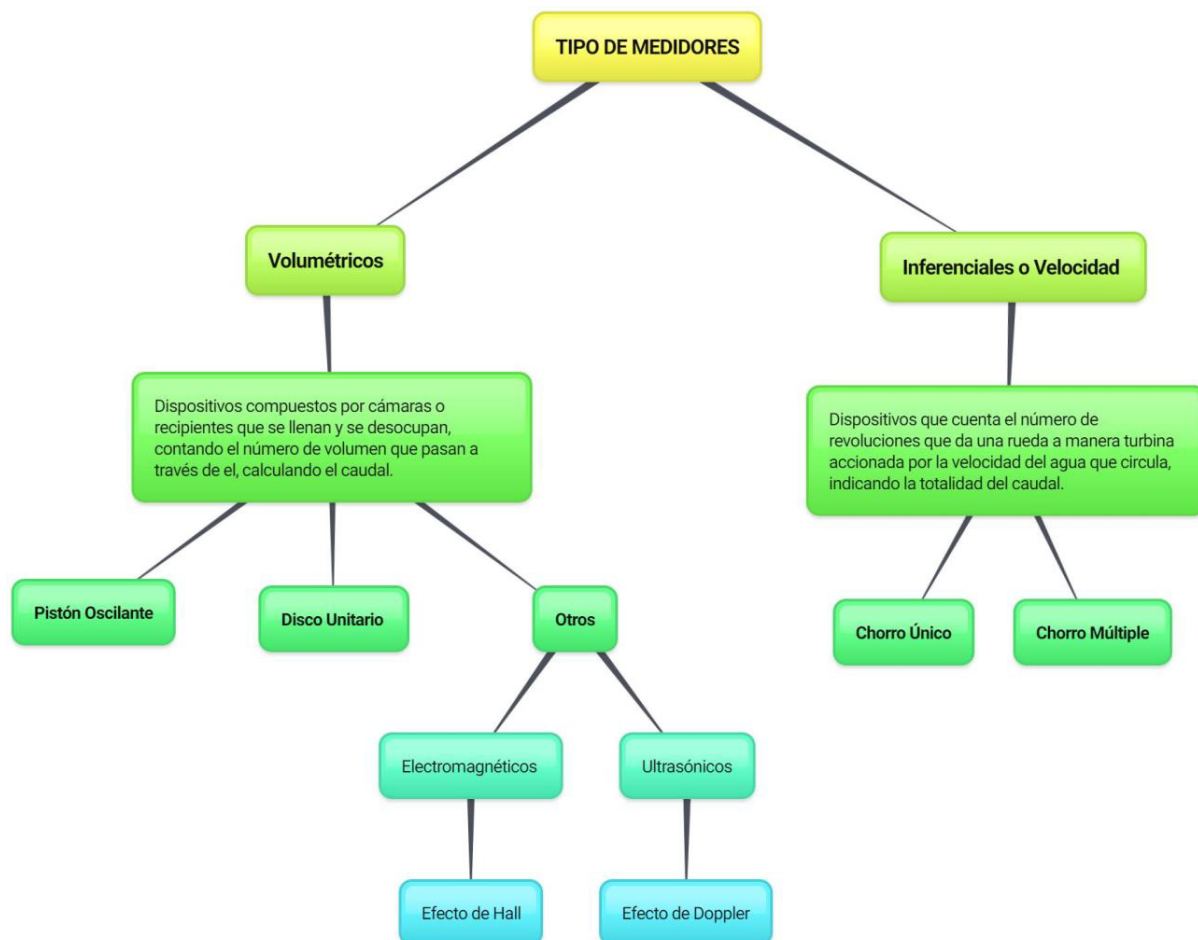 TIPO DE MEDIDORES
Volumétricos
Inferenciales o Velocidad
Dispositivos compuestos por cámaras o
recipientes que se llenan y se desocupan,
contando el número de volumen que pasan a
través de el, calculando el caudal.
Dispositivos que cuenta el número de
revoluciones que da una rueda a manera turbina
accionada por la velocidad del agua que circula,
indicando la totalidad del caudal.
Pistón Oscilante
Disco Unitario
Otros
Chorro Único
Chorro Múltiple
Electromagnéticos
Ultrasónicos
Efecto de Hall
Efecto de Doppler